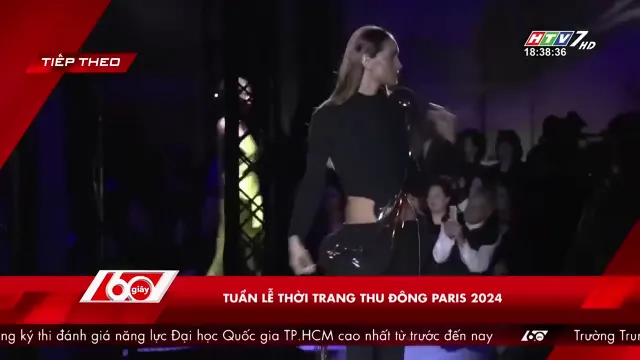 TIẾP THEO
HTV7 HD
18:38:36
60 giây
TUẦN LỄ THỜI TRANG THU ĐÔNG PARIS 2024
ng ký thi đánh giá năng lực Đại học Quốc gia TP.HCM cao nhất từ trước đến nay
60
Trường Trun